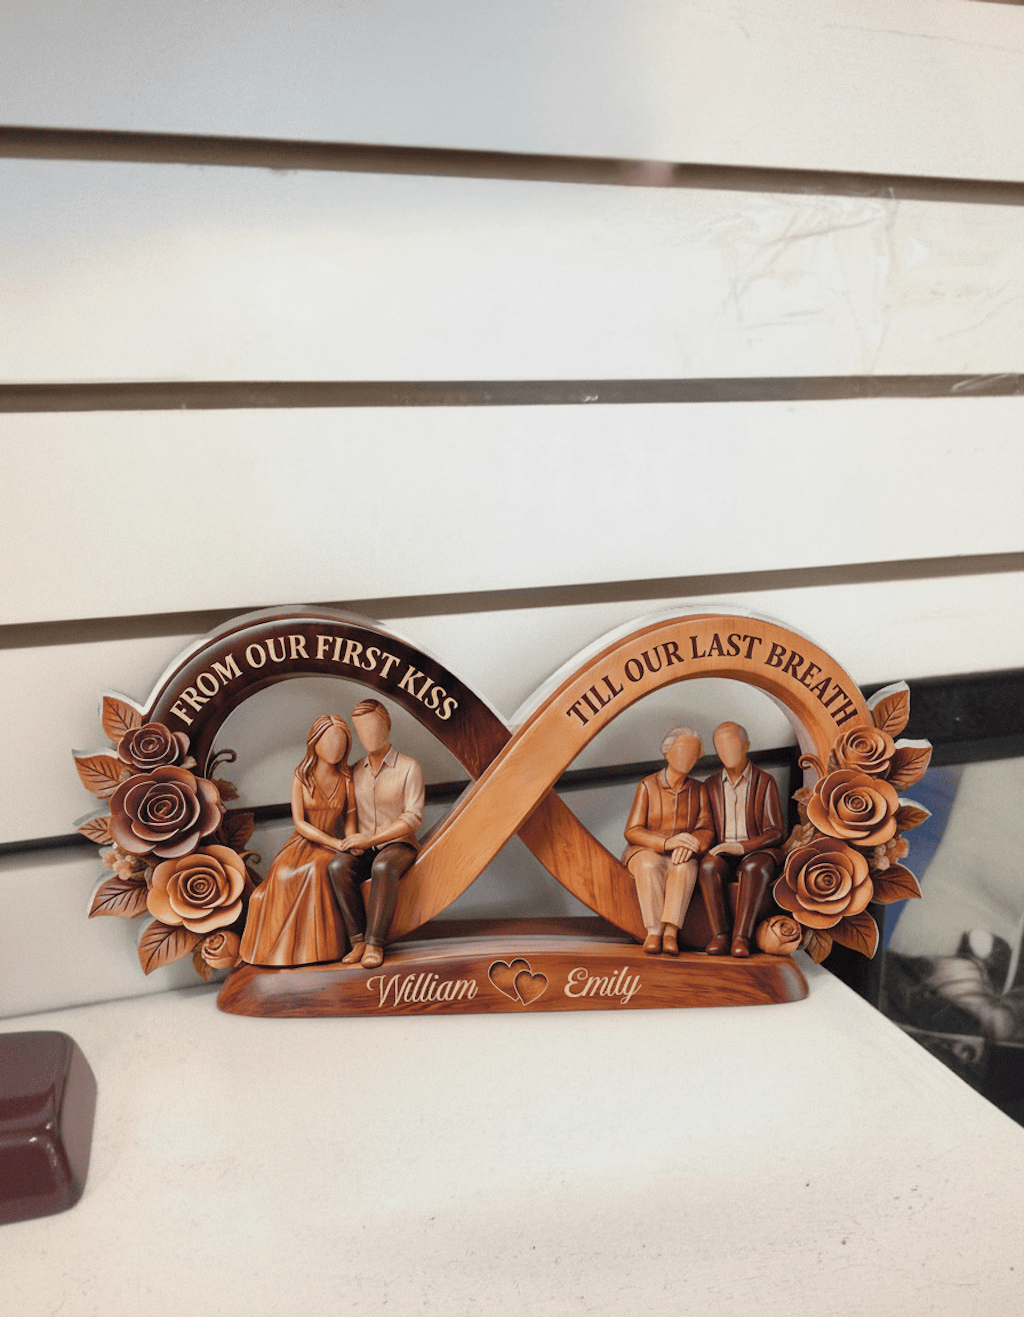 FROM OUR FIRST KISS
TILL OUR LAST BREATH
William Emily